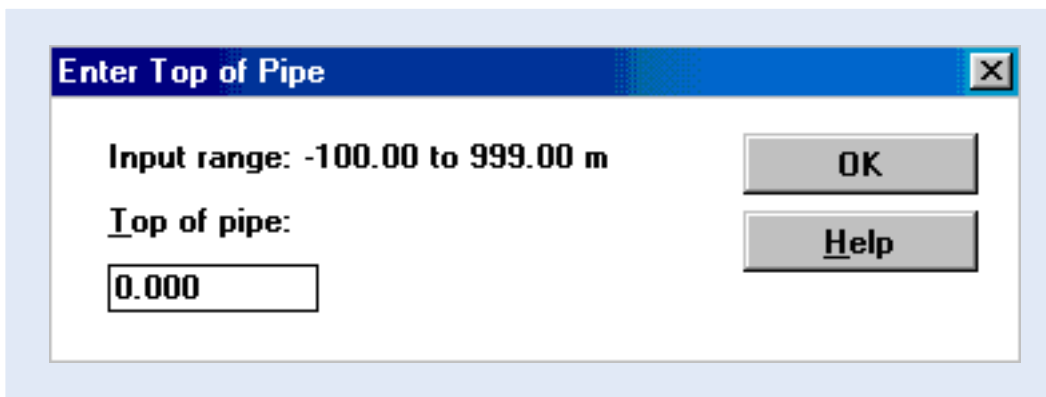 Enter Top of Pipe
Input range: -100.00 to 999.00 m
OK
Top of pipe:
Help
0.000